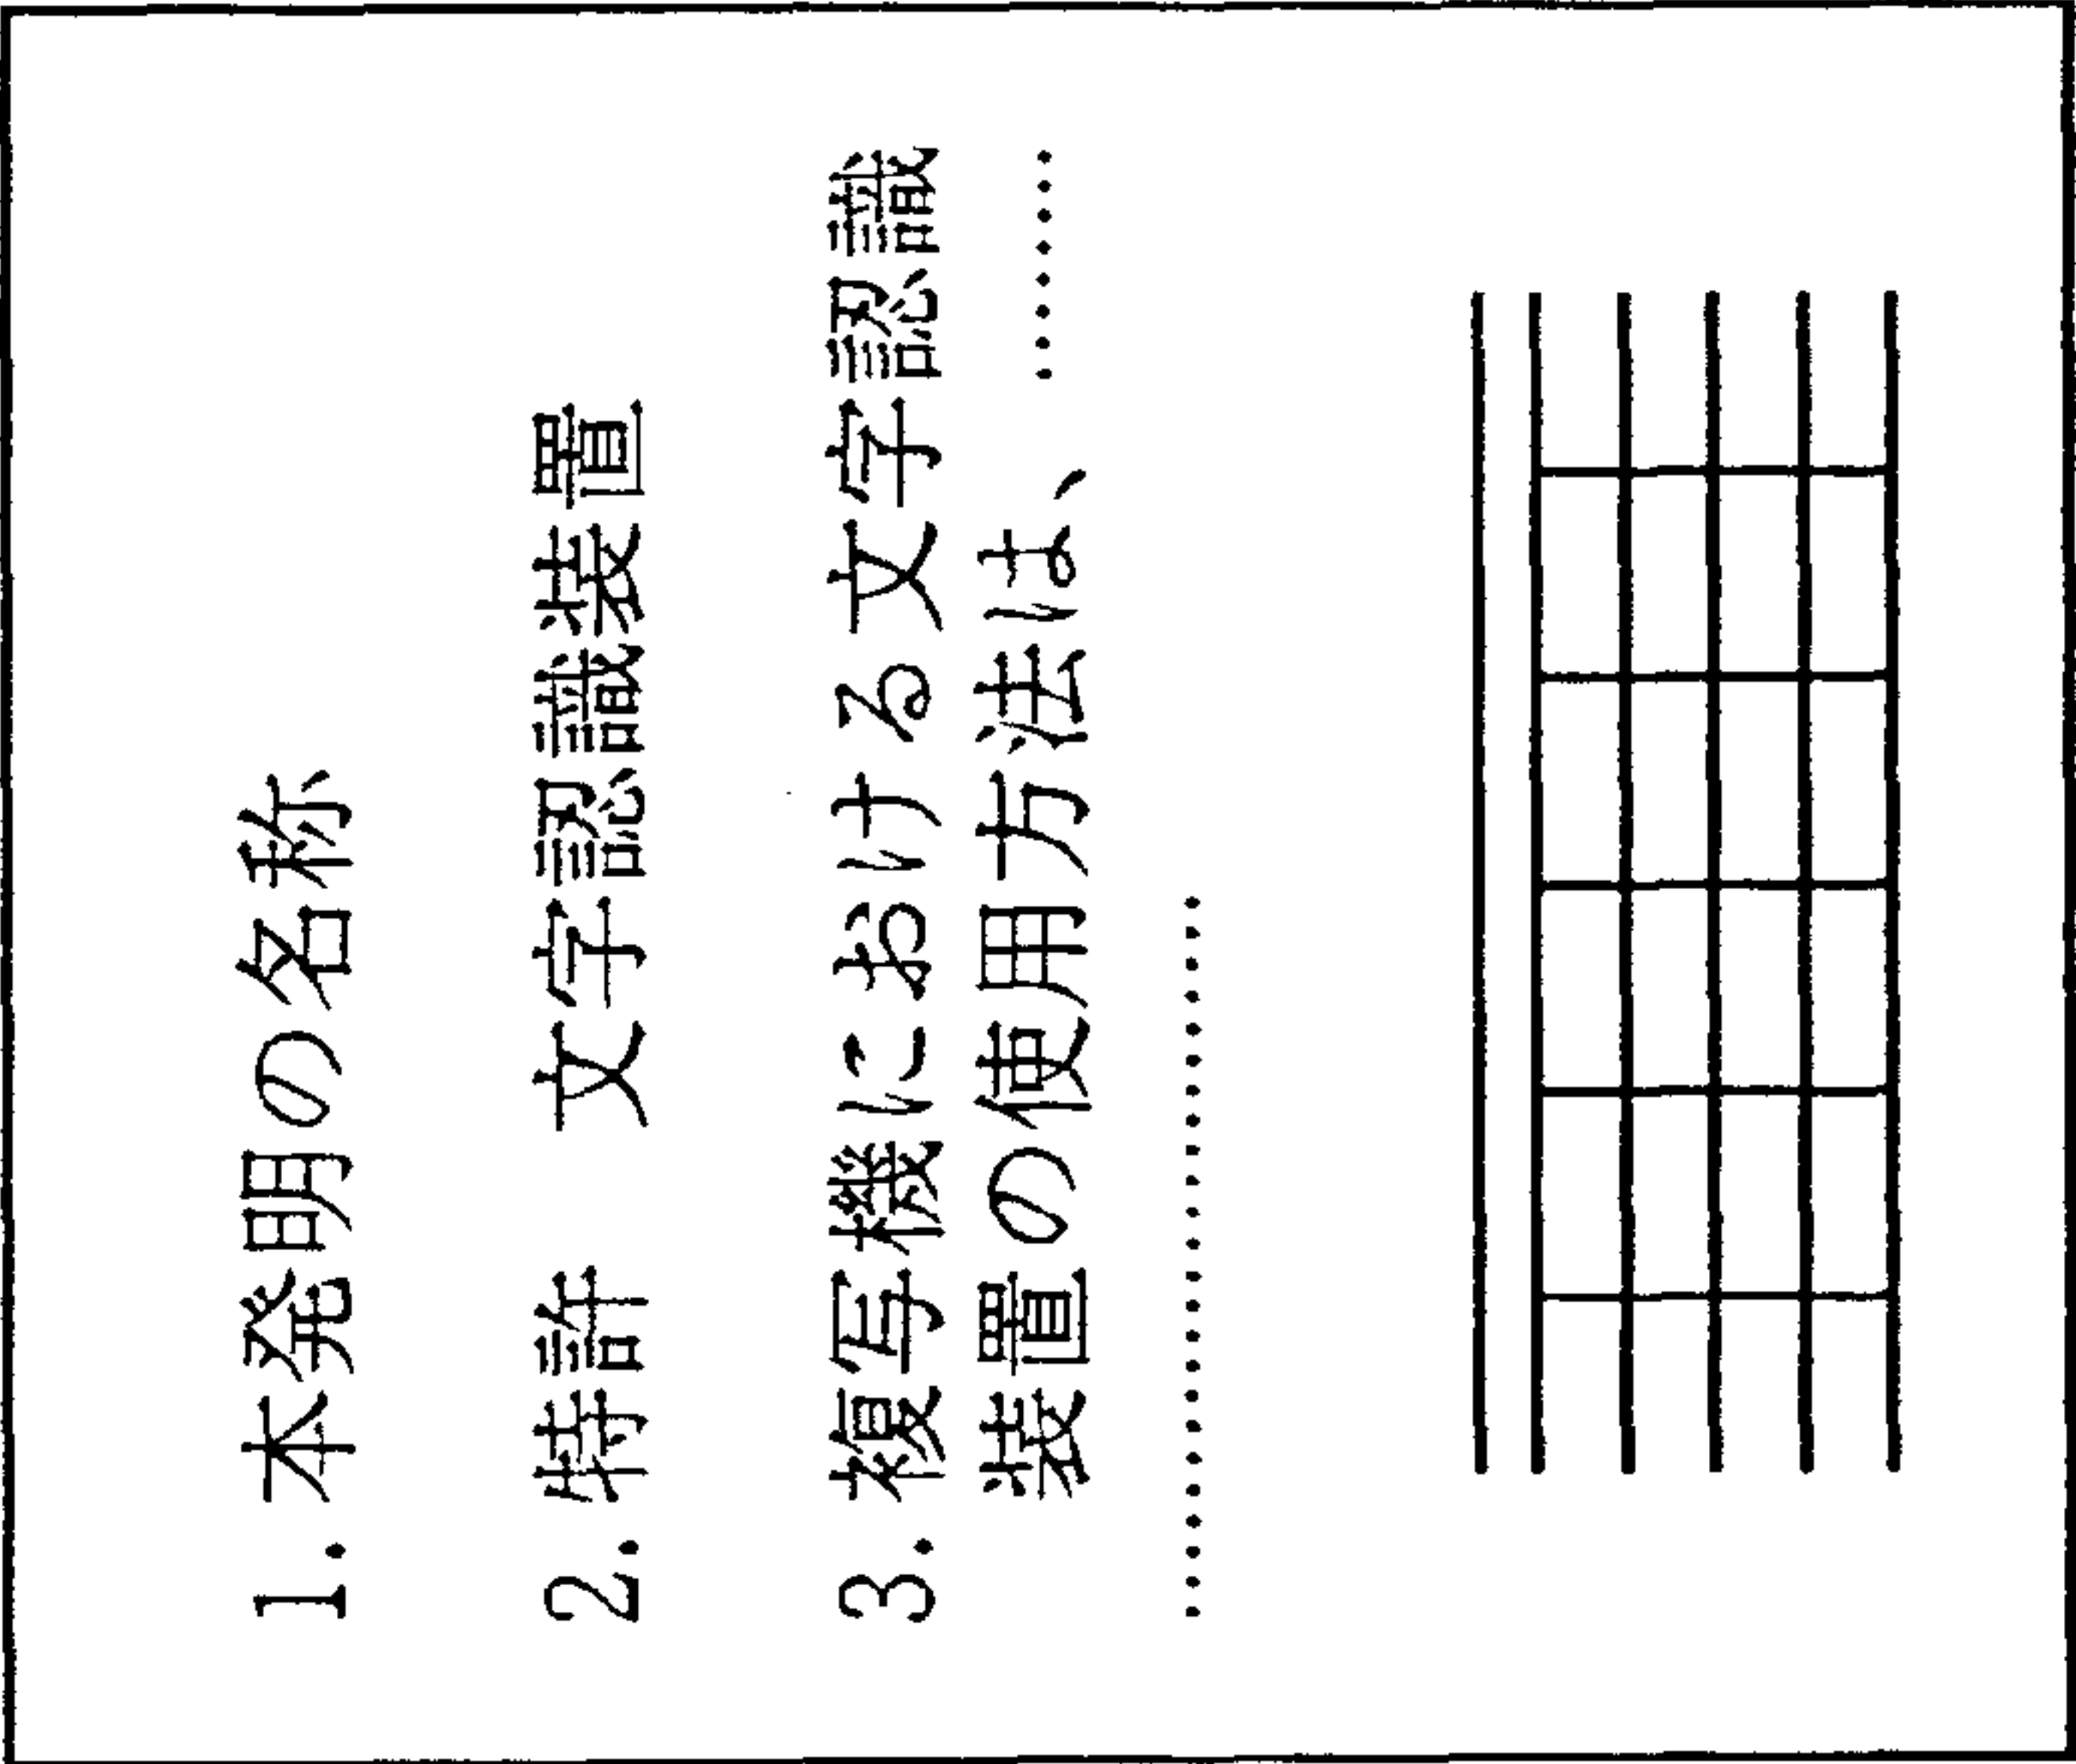 1.本発明の名称
2.特許　文字認識装置
3.複写機における文字認識
装置の使用方法は、………
………………………